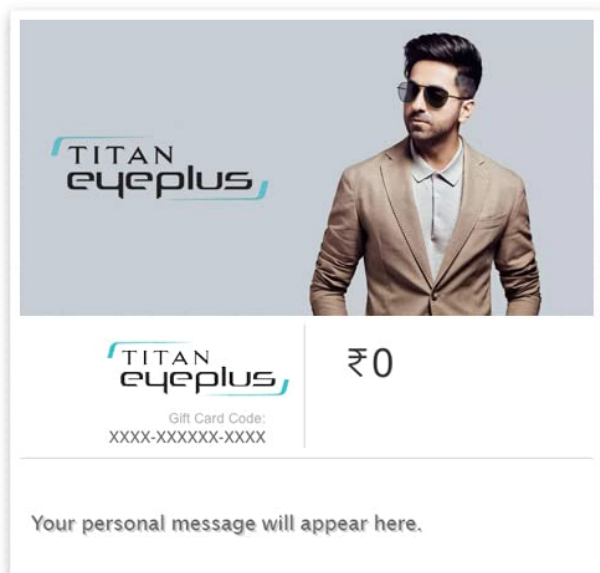 TITAN
eyeplus
TITAN
eyeplus
₹0
Gift Card Code:
XXXX-XXXXXX-XXXX
Your personal message will appear here.